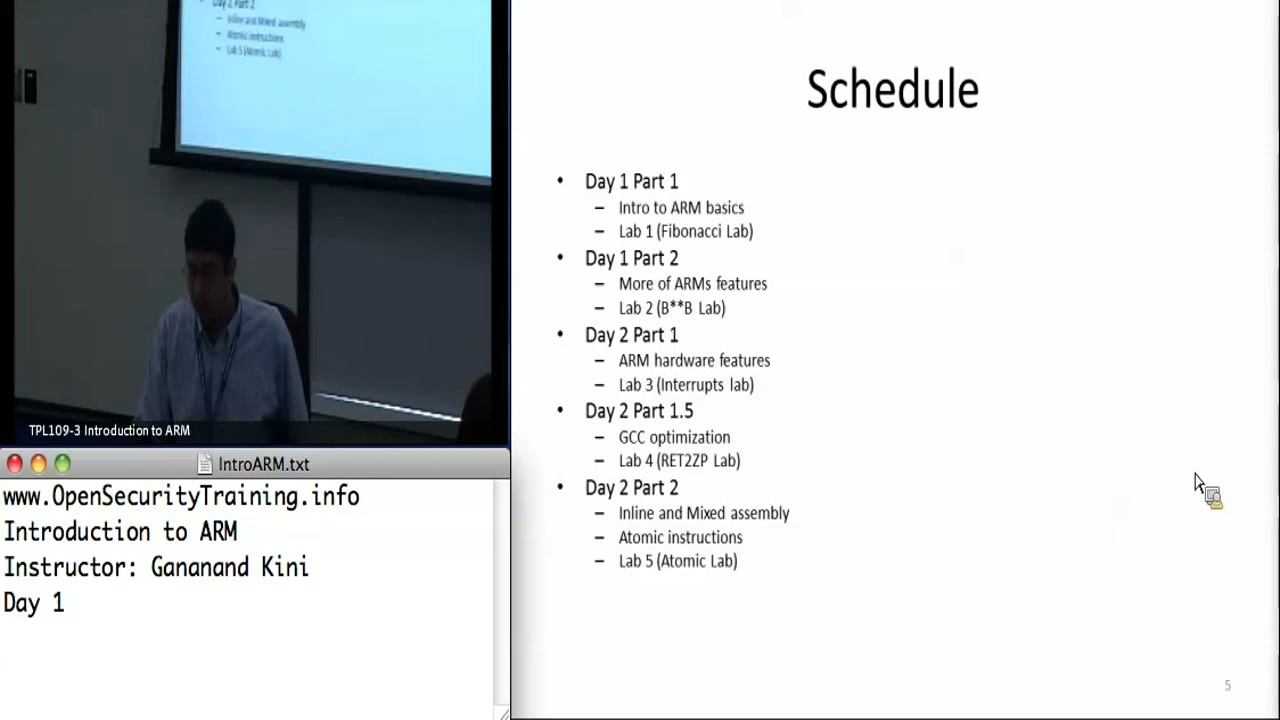 Day 2 Part 2
– Inline and Mixed assembly
– Atomic instructions
– Lab 5 (Atomic Lab)
TPL109-3 Introduction to ARM
IntroARM.txt
www.OpenSecurityTraining.info
Introduction to ARM
Instructor: Gananand Kini
Day 1
Schedule
• Day 1 Part 1
– Intro to ARM basics
– Lab 1 (Fibonacci Lab)
• Day 1 Part 2
– More of ARMs features
– Lab 2 (B**B Lab)
• Day 2 Part 1
– ARM hardware features
– Lab 3 (Interrupts lab)
• Day 2 Part 1.5
– GCC optimization
– Lab 4 (RET2ZP Lab)
• Day 2 Part 2
– Inline and Mixed assembly
– Atomic instructions
– Lab 5 (Atomic Lab)
5